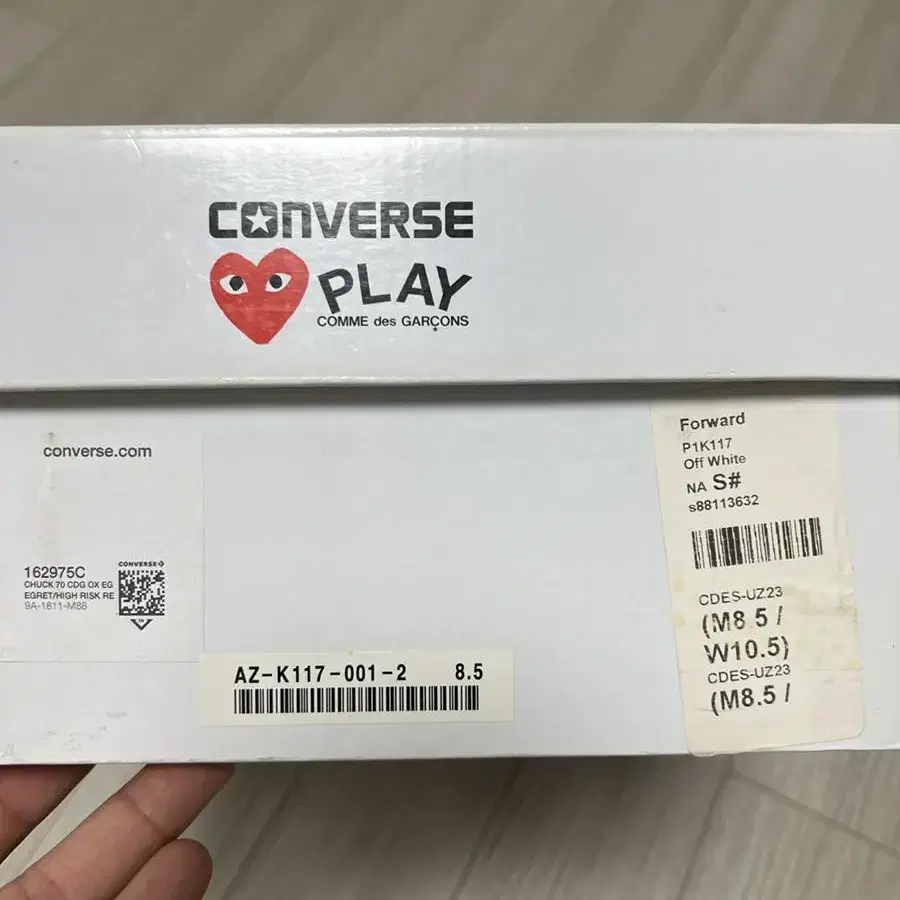 CONVERSE
PLAY
COMME des GARÇONS
converse.com
162975C
CHUCK 70 CDG OX EG
EGRET/HIGH RISK RE
9A-1811-M88
CONVERSE
AZ-K117-001-2 8.5
Forward
P1K117
Off White
NA S#
s88113632
CDES-UZ23
(M8.5 /
W10.5)
CDES-UZ23
(M8.5 /